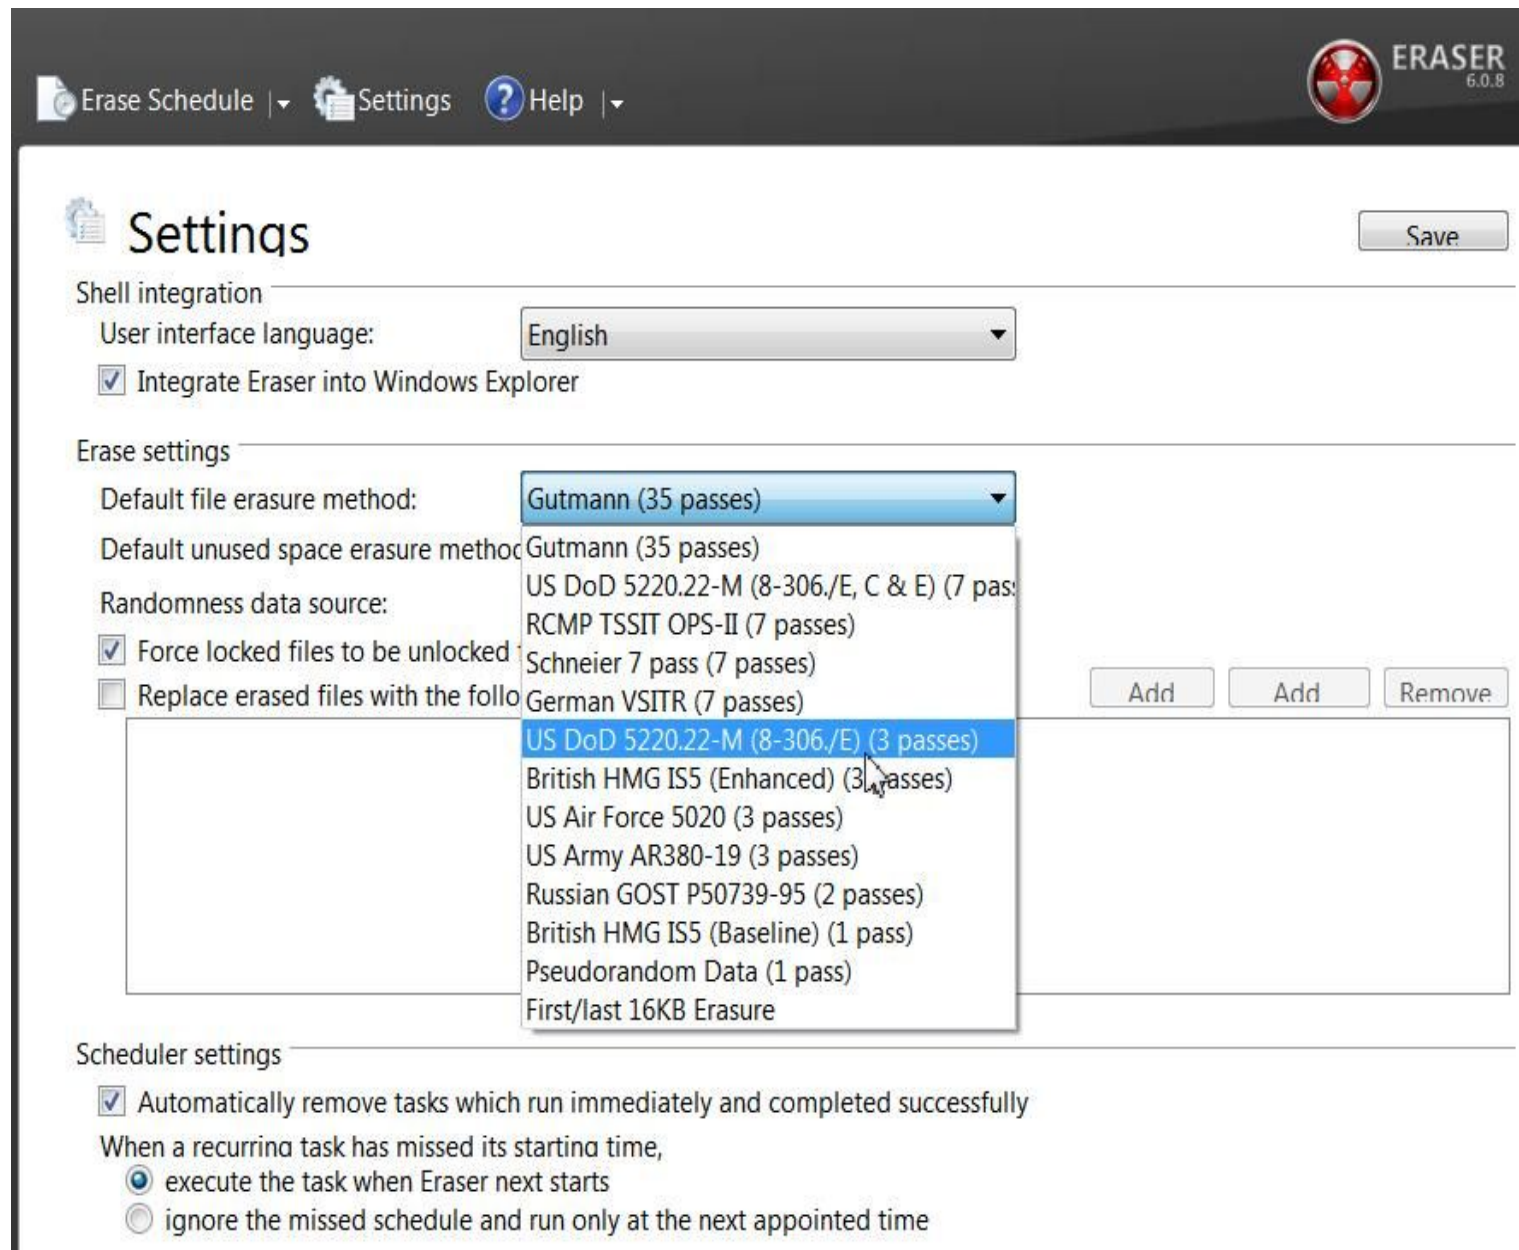 Erase Schedule Settings Help
ERASER
6.0.8
Settings
Save
Shell integration
User interface language: English
Integrate Eraser into Windows Explorer
Erase settings
Default file erasure method: Gutmann (35 passes)
Default unused space erasure
Gutmann (35 passes)
US DoD 5220.22-M (8-306./E, C & E) (7
Randomness data source:
RCMP TSSIT OPS-II (7 passes)
Force locked files to be unlocked
Schneier 7 pass (7 passes)
Replace erased files with the
German VSITR (7 passes)
Add Add Remove
US DoD 5220.22-M (8-306./E) (3 passes)
British HMG IS5 (Enhanced) (3 passes)
US Air Force 5020 (3 passes)
US Army AR380-19 (3 passes)
Russian GOST P50739-95 (2 passes)
British HMG IS5 (Baseline) (1 pass)
Pseudorandom Data (1 pass)
First/last 16KB Erasure
Scheduler settings
Automatically remove tasks which run immediately and completed successfully
When a recurring task has missed its starting time,
execute the task when Eraser next starts
ignore the missed schedule and run only at the next appointed time